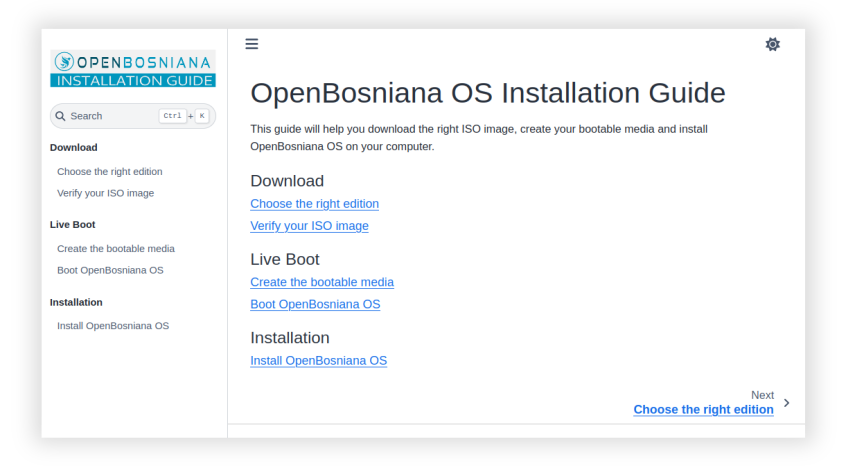 OPENBOSNIANA
INSTALLATION GUIDE
Search Ctrl + K
Download
Choose the right edition
Verify your ISO image
Live Boot
Create the bootable media
Boot OpenBosniana OS
Installation
Install OpenBosniana OS
OpenBosniana OS Installation Guide
This guide will help you download the right ISO image, create your bootable media and install
OpenBosniana OS on your computer.
Download
Choose the right edition
Verify your ISO image
Live Boot
Create the bootable media
Boot OpenBosniana OS
Installation
Install OpenBosniana OS
Next
Choose the right edition